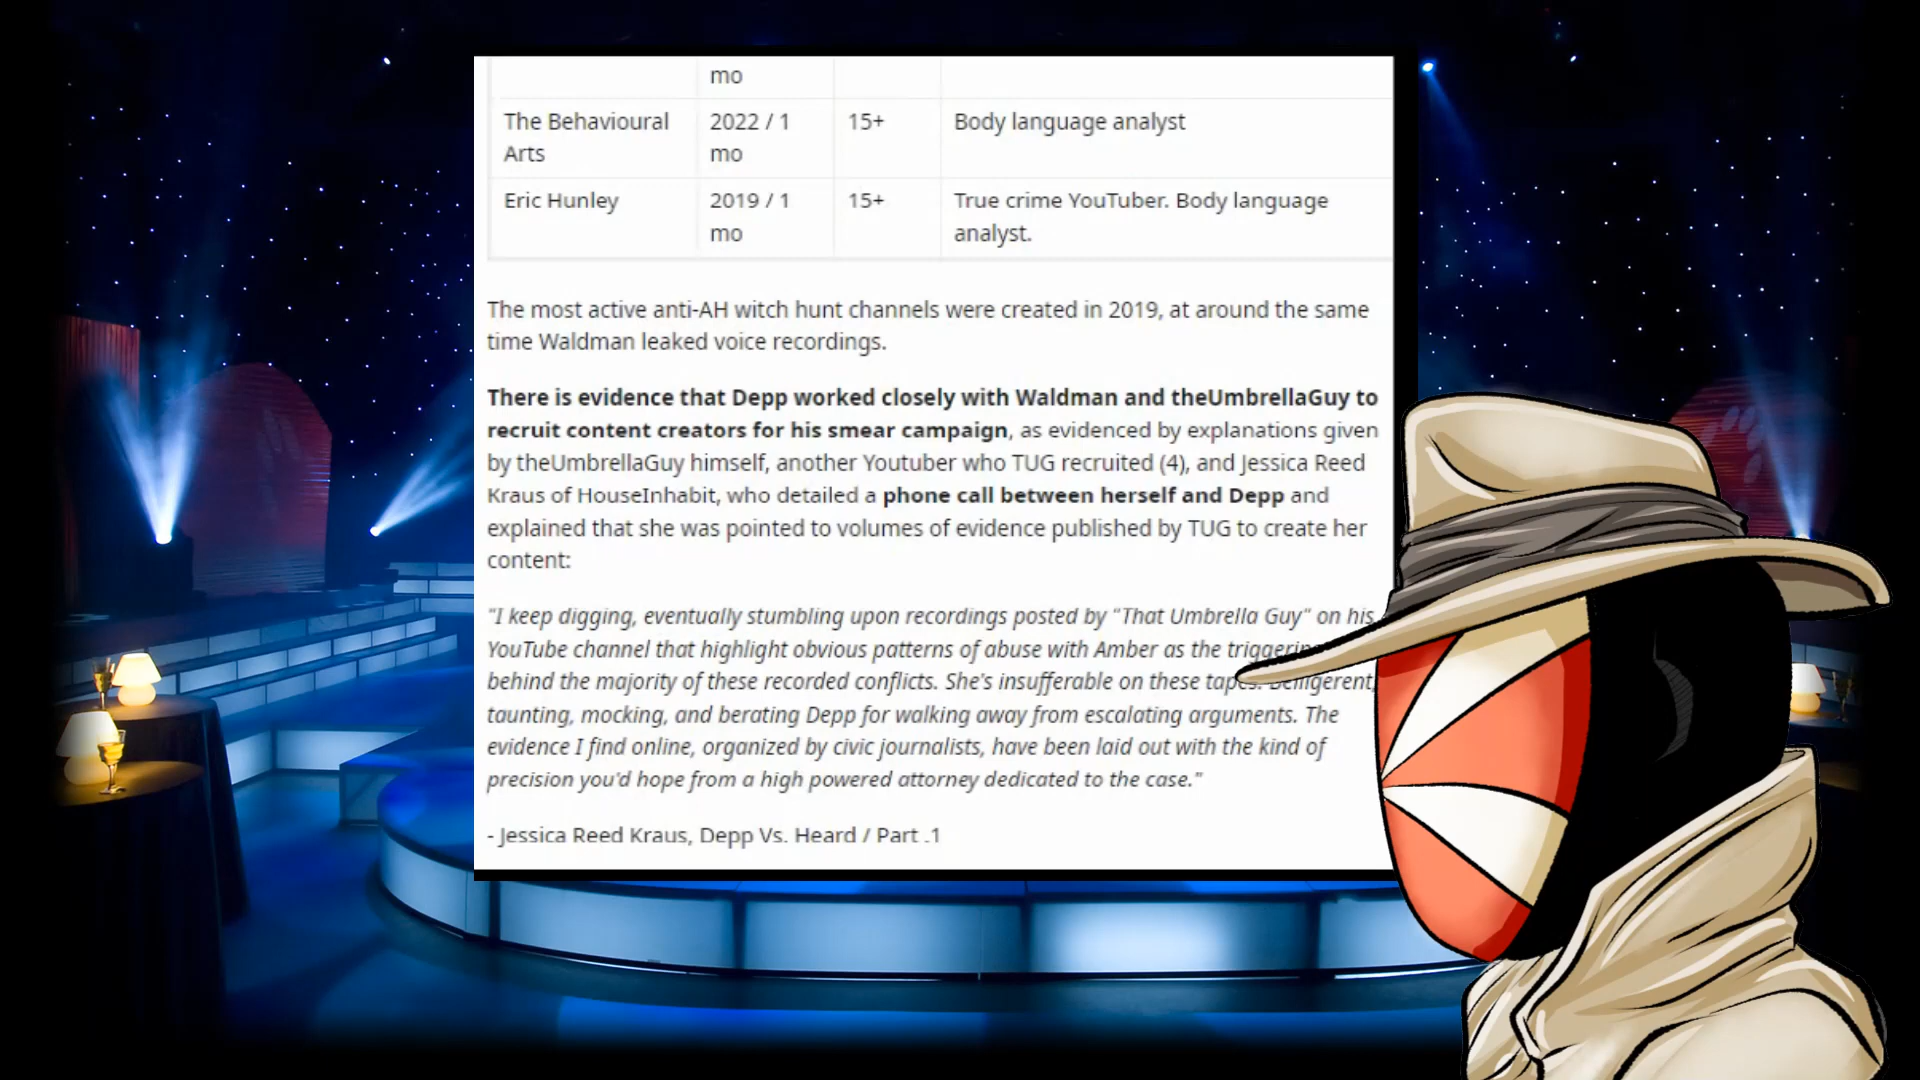 mo
The Behavioural
Arts
2022 / 1
mo
15+
Body language analyst
Eric Hunley
2019 / 1
mo
15+
True crime YouTuber. Body language
analyst.
The most active anti-AH witch hunt channels were created in 2019, at around the same
time Waldman leaked voice recordings.
There is evidence that Depp worked closely with Waldman and theUmbrellaGuy to
recruit content creators for his smear campaign, as evidenced by explanations given
by theUmbrellaGuy himself, another Youtuber who TUG recruited (4), and Jessica Reed
Kraus of HouseInhabit, who detailed a phone call between herself and Depp and
explained that she was pointed to volumes of evidence published by TUG to create her
content:
"I keep digging, eventually stumbling upon recordings posted by "That Umbrella Guy" on his
YouTube channel that highlight obvious patterns of abuse with Amber as the triggering
behind the majority of these recorded conflicts. She's insufferable on these tapes. Belligerent,
taunting, mocking, and berating Depp for walking away from escalating arguments. The
evidence I find online, organized by civic journalists, have been laid out with the kind of
precision you'd hope from a high powered attorney dedicated to the case."
- Jessica Reed Kraus, Depp Vs. Heard / Part .1